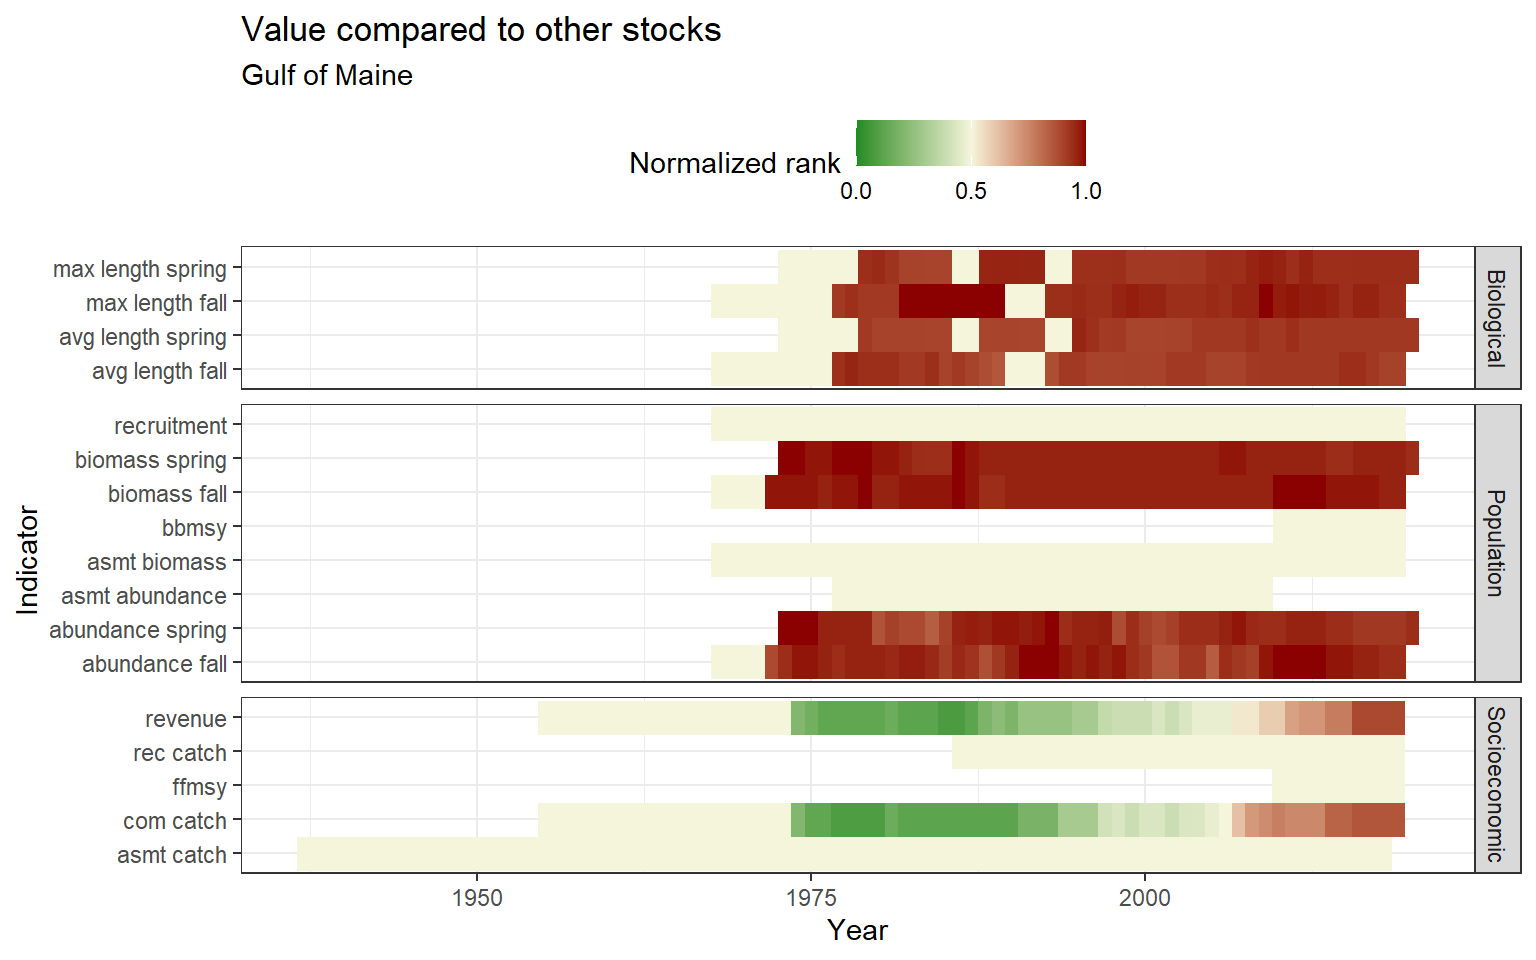 Value compared to other stocks
Gulf of Maine
Normalized rank
0.0 0.5 1.0
max length spring
max length fall
avg length spring
avg length fall
Biological
recruitment
biomass spring
biomass fall
bbmsy
asmt biomass
asmt abundance
abundance spring
abundance fall
Population
revenue
rec catch
ffmsy
com catch
asmt catch
Socioeconomic
Indicator
1950 1975 2000
Year